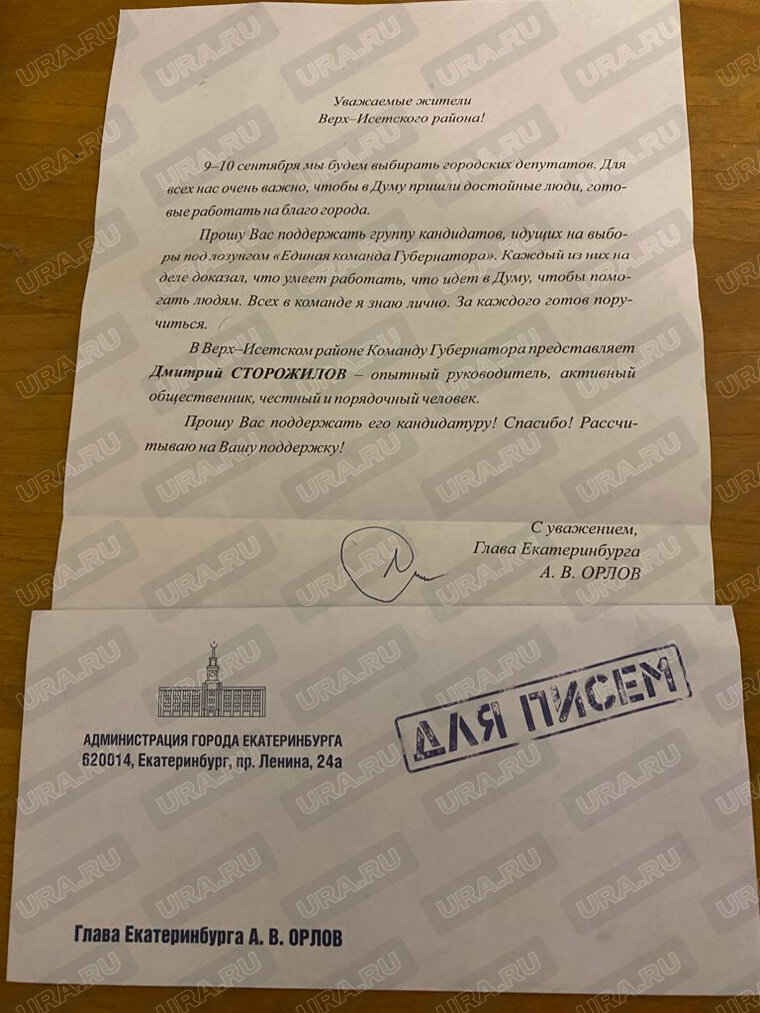 Уважаемые жители
Верх–Исетского района!
9–10 сентября мы будем выбирать городских депутатов. Для
всех нас очень важно, чтобы в Думу пришли достойные люди, гото-
вые работать на благо города.
Прошу Вас поддержать группу кандидатов, идущих на выбо-
ры под лозунгом «Единая команда Губернатора». Каждый из них на
деле доказал, что умеет работать, что идет в Думу, чтобы помо-
гать людям. Всех в команде я знаю лично. За каждого готов пору-
читься.
В Верх–Исетском районе Команду Губернатора представляет
Дмитрий СТОРОЖИЛОВ – опытный руководитель, активный
общественник, честный и порядочный человек.
Прошу Вас поддержать его кандидатуру! Спасибо! Рассчи-
тываю на Вашу поддержку!
С уважением,
Глава Екатеринбурга
А. В. ОРЛОВ
ДЛЯ ПИСЕМ
АДМИНИСТРАЦИЯ ГОРОДА ЕКАТЕРИНБУРГА
620014, Екатеринбург, пр. Ленина, 24а
Глава Екатеринбурга А. В. ОРЛОВ
URA.RU